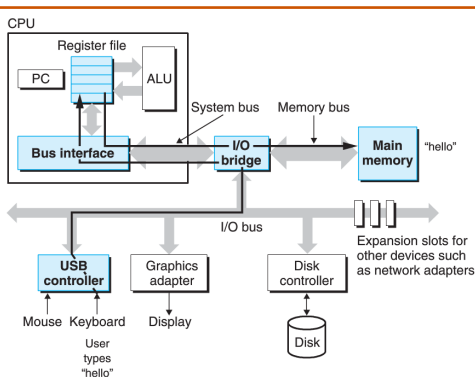 CPU
Register file
PC
ALU
System bus
Memory bus
Bus interface
I/O
bridge
Main
memory
"hello"
I/O bus
Expansion slots for
other devices such
as network adapters
USB
controller
Graphics
adapter
Disk
controller
Mouse
Keyboard
Display
Disk
User
types
"hello"